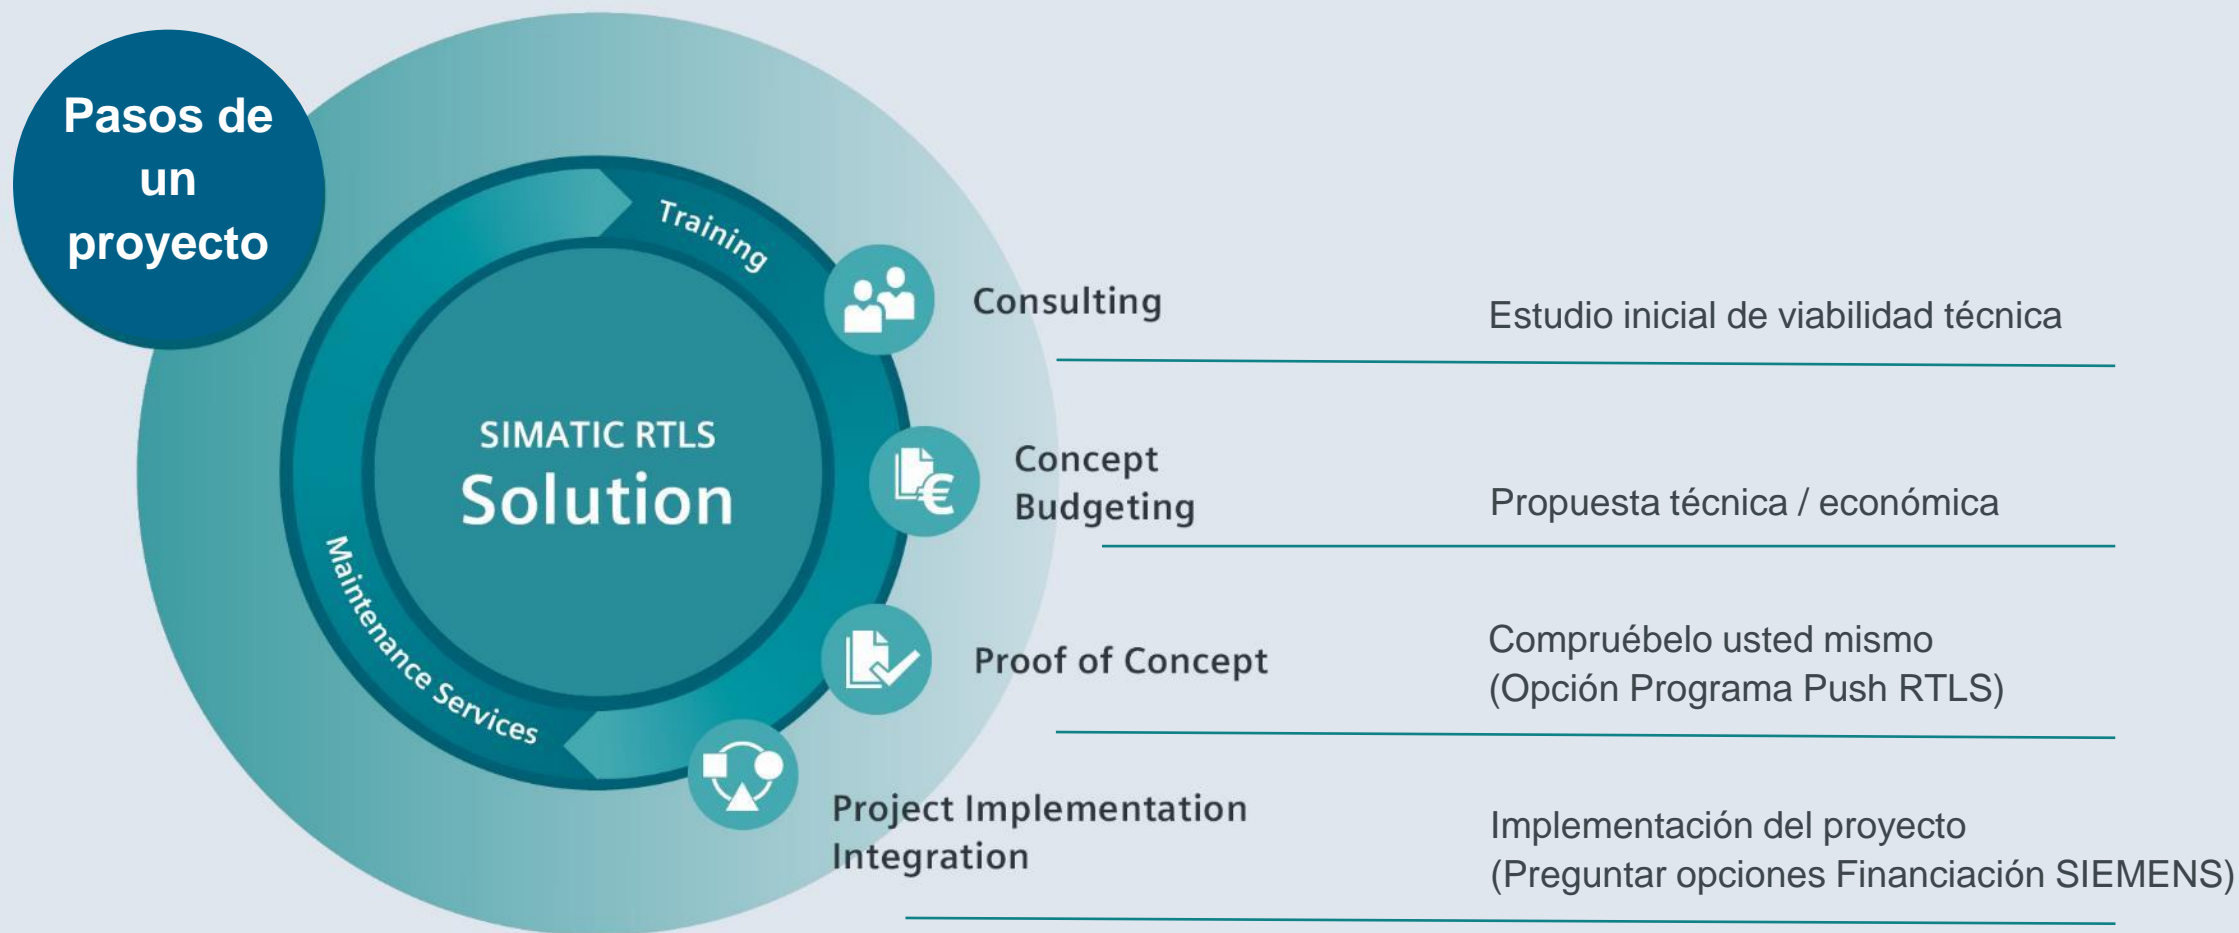 Pasos de
un
proyecto
Training
SIMATIC RTLS
Solution
Maintenance Services
Consulting
Estudio inicial de viabilidad técnica
Concept
Budgeting
Propuesta técnica / económica
Proof of Concept
Compruébelo usted mismo
(Opción Programa Push RTLS)
Project Implementation
Integration
Implementación del proyecto
(Preguntar opciones Financiación SIEMENS)